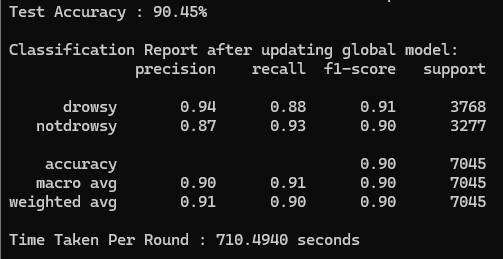 Test Accuracy : 90.45%
Classification Report after updating global model:
precision recall f1-score support
drowsy 0.94 0.88 0.91 3768
notdrowsy 0.87 0.93 0.90 3277
accuracy 0.90 7045
macro avg 0.90 0.91 0.90 7045
weighted avg 0.91 0.90 0.90 7045
Time Taken Per Round : 710.4940 seconds